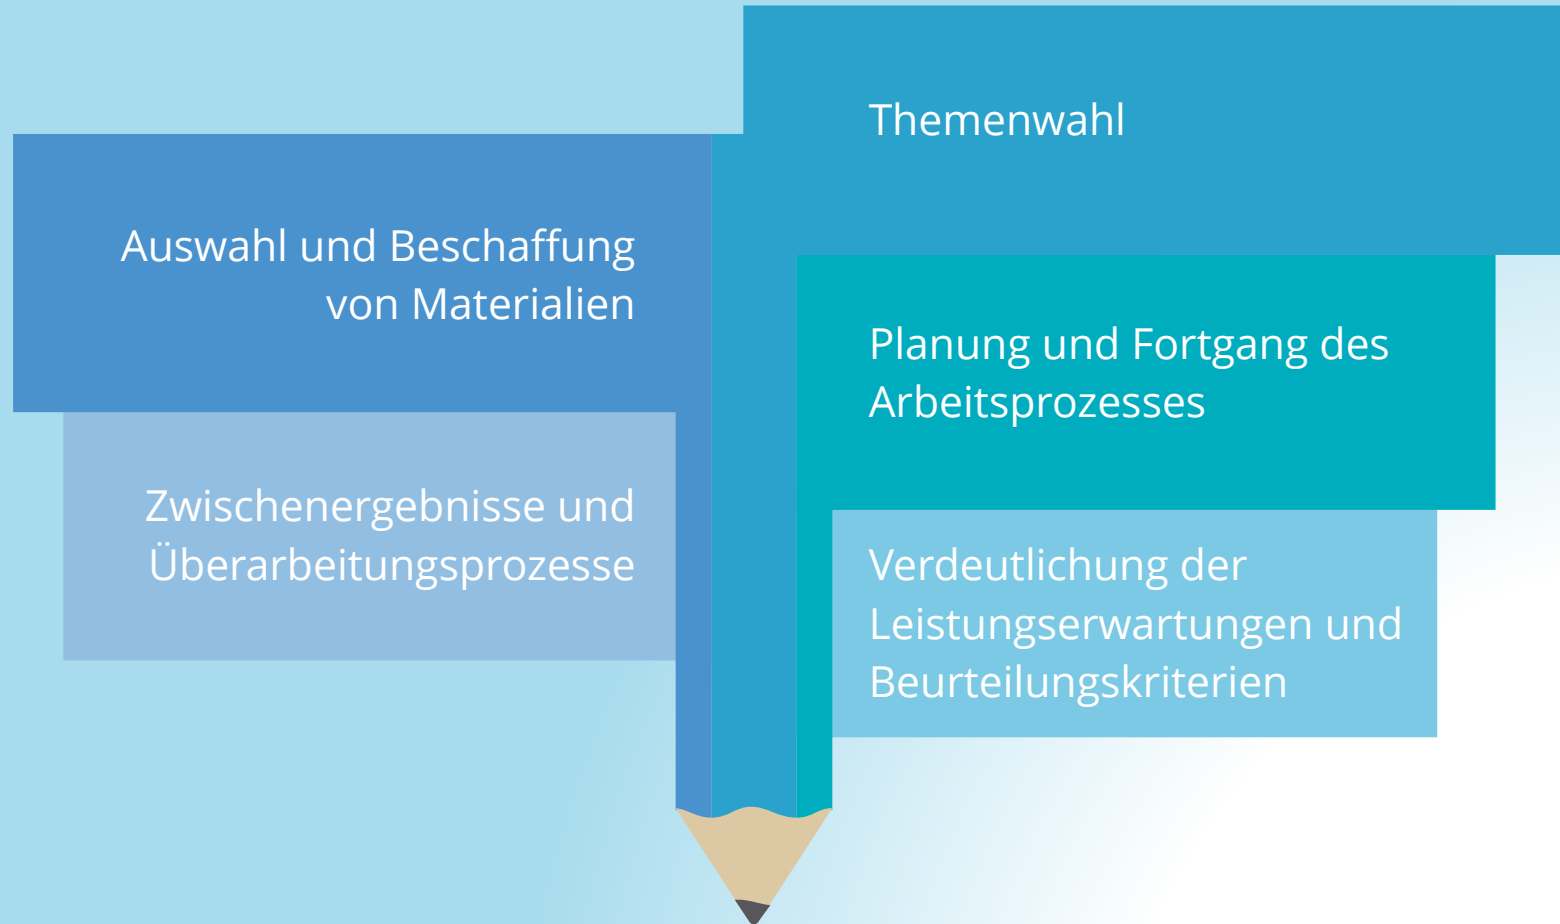 Themenwahl
Auswahl und Beschaffung
von Materialien
Planung und Fortgang des
Arbeitsprozesses
Zwischenergebnisse und
Überarbeitungsprozesse
Verdeutlichung der
Leistungserwartungen und
Beurteilungskriterien